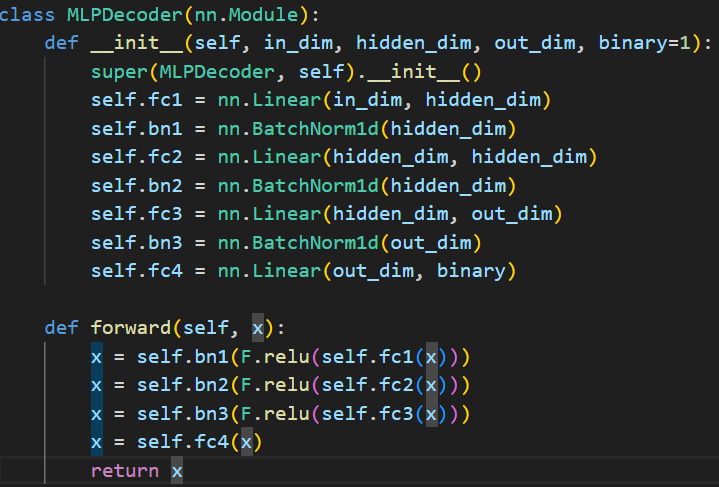 class MLPDecoder(nn.Module):
    def __init__(self, in_dim, hidden_dim, out_dim, binary=1):
        super(MLPDecoder, self).__init__()
        self.fc1 = nn.Linear(in_dim, hidden_dim)
        self.bn1 = nn.BatchNorm1d(hidden_dim)
        self.fc2 = nn.Linear(hidden_dim, hidden_dim)
        self.bn2 = nn.BatchNorm1d(hidden_dim)
        self.fc3 = nn.Linear(hidden_dim, out_dim)
        self.bn3 = nn.BatchNorm1d(out_dim)
        self.fc4 = nn.Linear(out_dim, binary)

    def forward(self, x):
        x = self.bn1(F.relu(self.fc1(x)))
        x = self.bn2(F.relu(self.fc2(x)))
        x = self.bn3(F.relu(self.fc3(x)))
        x = self.fc4(x)
        return x